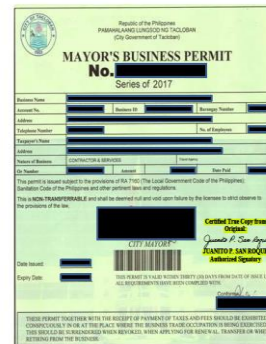 Republic of the Philippines
PAMAHALAANG LUNGSOD NG TACLOBAN
(City Government of Tacloban)
MAYOR'S BUSINESS PERMIT
No.
Series of 2017
Business Name
Account No. Business ID Barangay Number
Address
Telephone Number No. of Employees
Taxpayer's Name
Address
Nature of Business CONTRACTOR & SERVICES
Or Number Amount Date Paid
This permit is issued subject to the provisions of RA 7160 (The Local Government Code of the Philippines),
Sanitation Code of the Philippines and other pertinent laws and regulations.
This is NON-TRANSFERRABLE and shall be deemed null and void upon failure by the licensee to strictly observe to
the provisions of the law.
Certified True Copy from
Original:
JUANITO P. SAN ROQUE
Authorized Signatory
CITY MAYOR
Date Issued:
Expiry Date:
THIS PERMIT IS VALID WITHIN THIRTY (30) DAYS FROM DATE OF ISSUE
ALL REQUIREMENTS HAVE BEEN COMPLIED WITH.
THESE PERMIT TOGETHER WITH THE RECEIPT OF PAYMENT OF TAXES AND FEES SHOULD BE EXHIBITED
CONSPICUOUSLY IN OR AT THE PLACE WHERE THE BUSINESS TRADE OCCUPATION IS BEING EXERCISED
THIS SHOULD BE SURRENDERED WHEN REVOKED, WHEN APPLYING FOR RENEWAL, TRANSFER OR WHEN
RETIRING FROM THE BUSINESS.